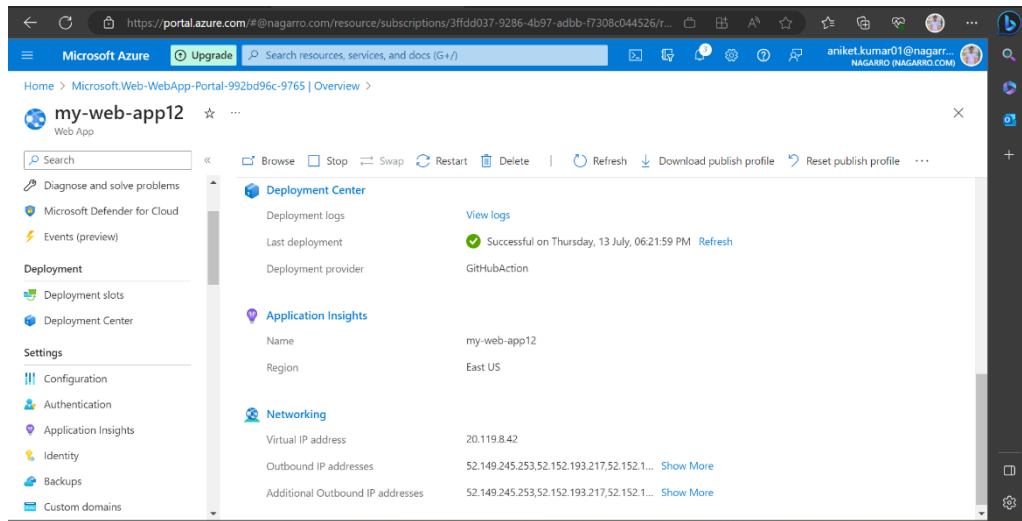 https://portal.azure.com/#@nagarro.com/resource/subscriptions/3ffdd037-9286-4b97-adbb-f7308c044526/r...
Microsoft Azure
Upgrade
Search resources, services, and docs (G+/)
3
aniket.kumar01@nagarr...
NAGARRO (NAGARRO.COM)
Home > Microsoft.Web-WebApp-Portal-992bd96c-9765 | Overview >
my-web-app12
Web App
Search
Diagnose and solve problems
Microsoft Defender for Cloud
Events (preview)
Deployment
Deployment slots
Deployment Center
Settings
Configuration
Authentication
Application Insights
Identity
Backups
Custom domains
Browse Stop Swap Restart Delete | Refresh Download publish profile Reset publish profile ...
Deployment Center
Deployment logs View logs
Last deployment Successful on Thursday, 13 July, 06:21:59 PM Refresh
Deployment provider GitHubAction
Application Insights
Name my-web-app12
Region East US
Networking
Virtual IP address 20.119.8.42
Outbound IP addresses 52.149.245.253,52.152.193.217,52.152.1... Show More
Additional Outbound IP addresses 52.149.245.253,52.152.193.217,52.152.1... Show More